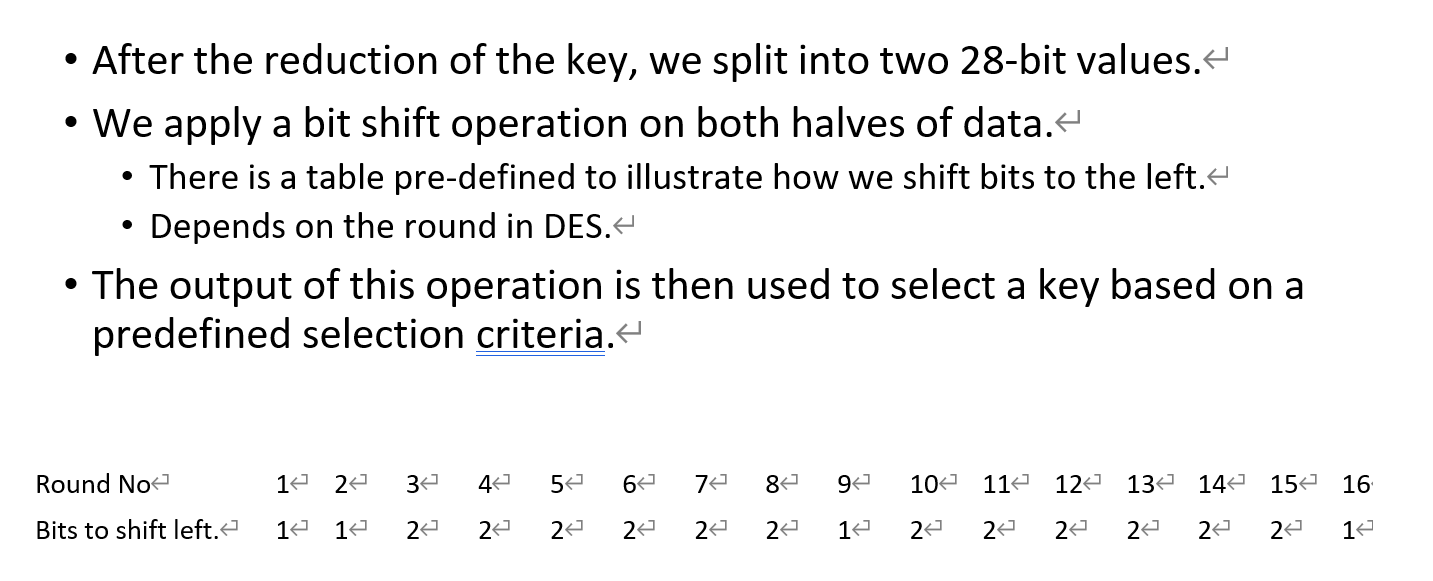 • After the reduction of the key, we split into two 28-bit values.↵
• We apply a bit shift operation on both halves of data.↵
• There is a table pre-defined to illustrate how we shift bits to the left.↵
• Depends on the round in DES.↵
• The output of this operation is then used to select a key based on a
predefined selection criteria.↵
Round No↵ 1↵ 2↵ 3↵ 4↵ 5↵ 6↵ 7↵ 8↵ 9↵ 10↵ 11↵ 12↵ 13↵ 14↵ 15↵ 16
Bits to shift left.↵ 1↵ 1↵ 2↵ 2↵ 2↵ 2↵ 2↵ 2↵ 1↵ 2↵ 2↵ 2↵ 2↵ 2↵ 2↵ 1↵